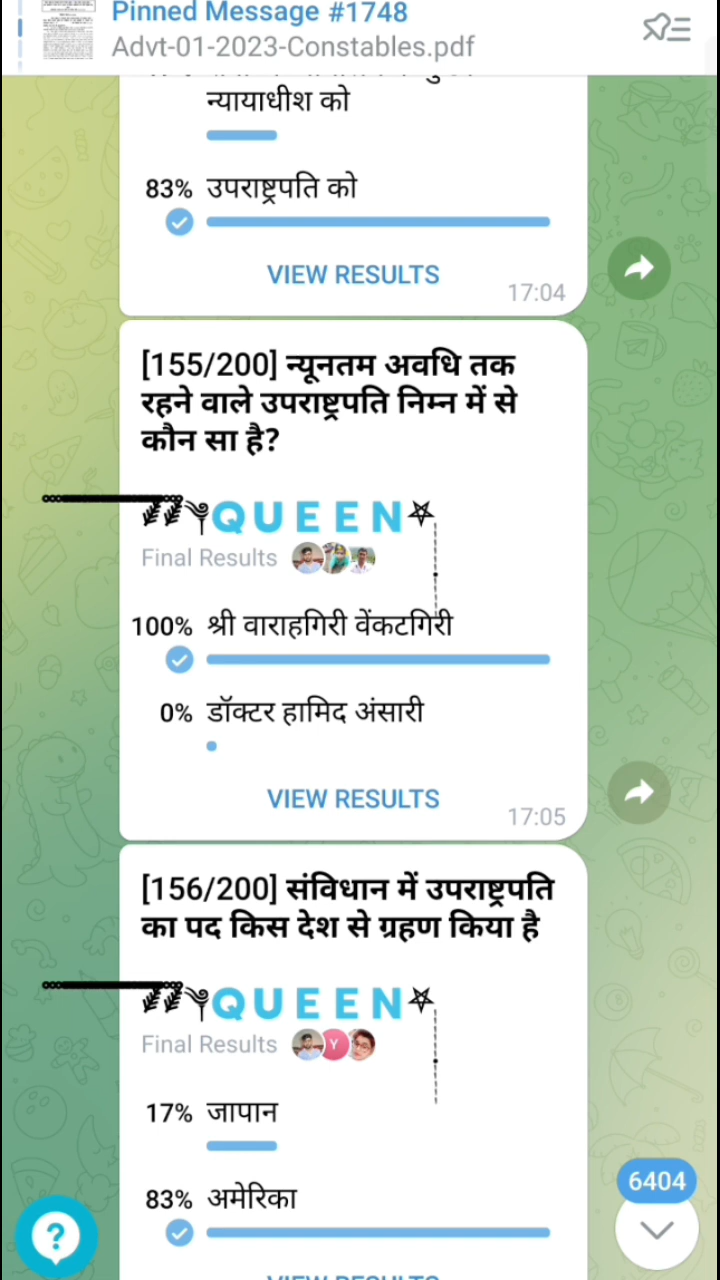 Pinned Message #1748
Advt-01-2023-Constables.pdf
न्यायाधीश को
83% उपराष्ट्रपति को
VIEW RESULTS
17:04
[155/200] न्यूनतम अवधि तक
रहने वाले उपराष्ट्रपति निम्न में से
कौन सा है?
QUEEN
Final Results
100% श्री वाराहगिरी वेंकटगिरी
0% डॉक्टर हामिद अंसारी
VIEW RESULTS
17:05
[156/200] संविधान में उपराष्ट्रपति
का पद किस देश से ग्रहण किया है
QUEEN
Final Results
Y
17% जापान
83% अमेरिका
6404
?
VIEW RESULTS